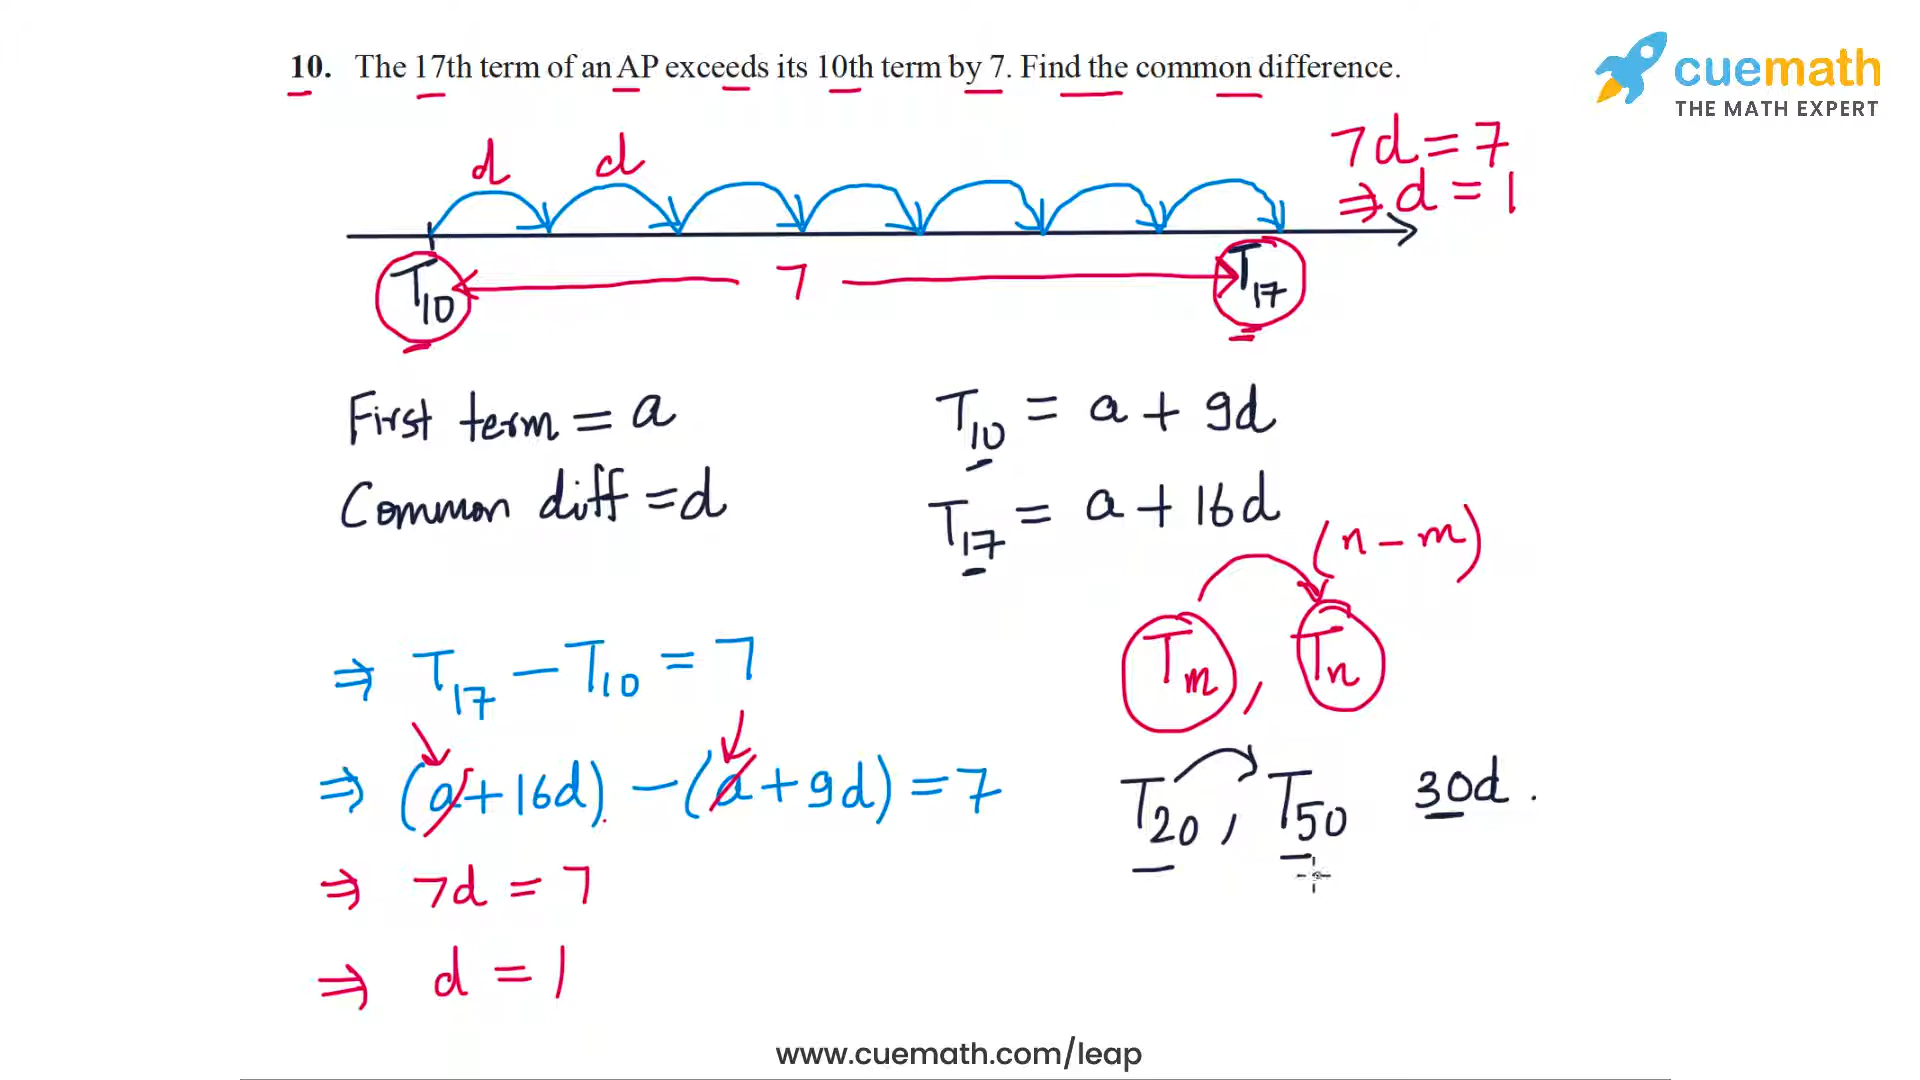 10. The 17th term of an AP exceeds its 10th term by 7. Find the common difference.
cuemath
THE MATH EXPERT
7d = 7
⇒ d = 1
d d
T10 7 T17
First term = a
Common diff = d
T10 = a + 9d
T17 = a + 16d
(n - m)
Tm, Tn
T20, T50 30d.
⇒ T17 - T10 = 7
⇒ (a + 16d) - (a + 9d) = 7
⇒ 7d = 7
⇒ d = 1
www.cuemath.com/leap